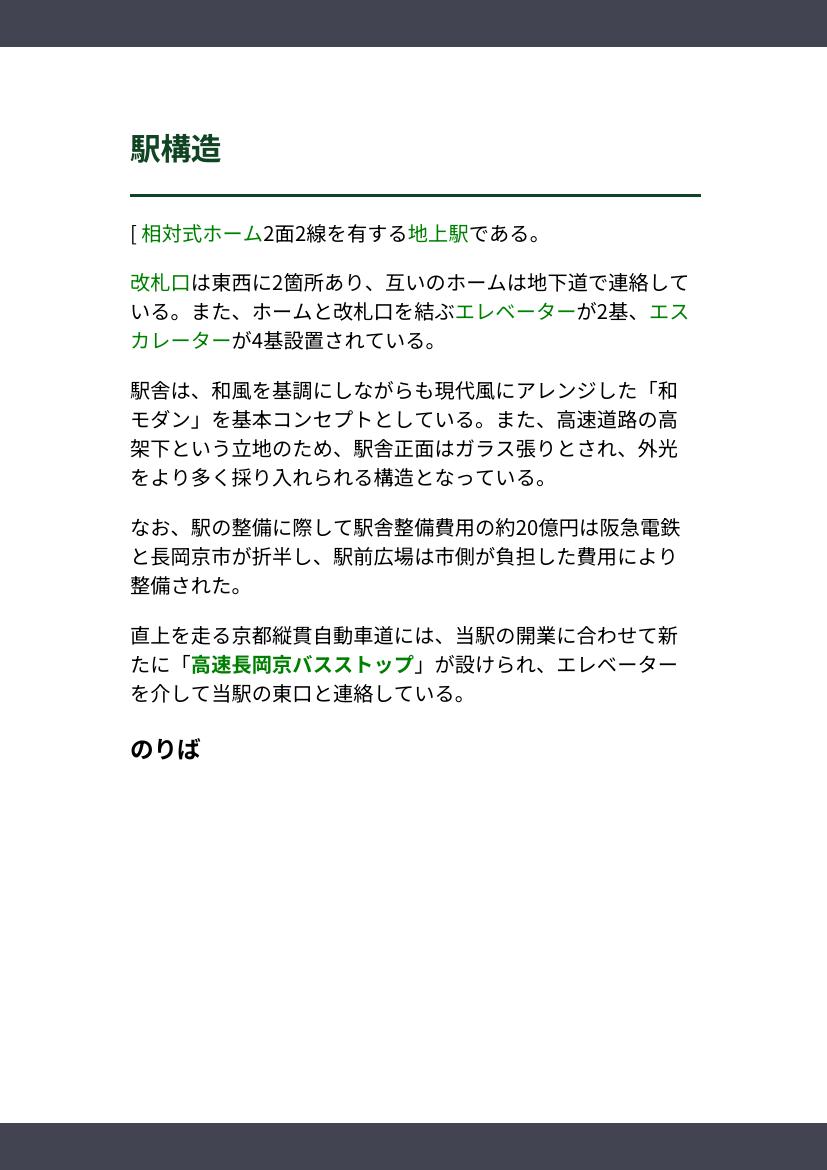 駅構造
[ 相対式ホーム2面2線を有する地上駅である。
改札口は東西に2箇所あり、互いのホームは地下道で連絡して
いる。また、ホームと改札口を結ぶエレベーターが2基、エス
カレーターが4基設置されている。
駅舎は、和風を基調にしながらも現代風にアレンジした「和
モダン」を基本コンセプトとしている。また、高速道路の高
架下という立地のため、駅舎正面はガラス張りとされ、外光
をより多く採り入れられる構造となっている。
なお、駅の整備に際して駅舎整備費用の約20億円は阪急電鉄
と長岡京市が折半し、駅前広場は市側が負担した費用により
整備された。
直上を走る京都縦貫自動車道には、当駅の開業に合わせて新
たに「高速長岡京バスストップ」が設けられ、エレベーター
を介して当駅の東口と連絡している。
のりば